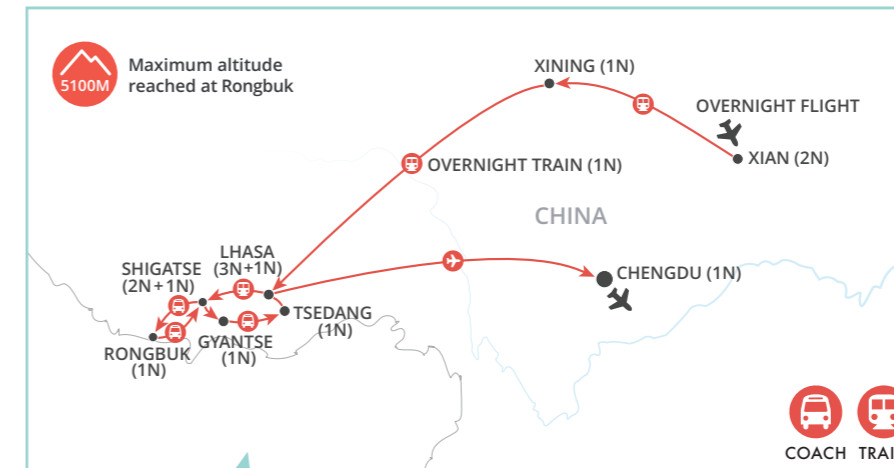 5100M
Maximum altitude
reached at Rongbuk
XINING (1N)
OVERNIGHT FLIGHT
XIAN (2N)
OVERNIGHT TRAIN (1N)
CHINA
LHASA
(3N+1N)
SHIGATSE
(2N+1N)
CHENGDU (1N)
TSEDANG
(1N)
GYANTSE
(1N)
RONGBUK
(1N)
COACH